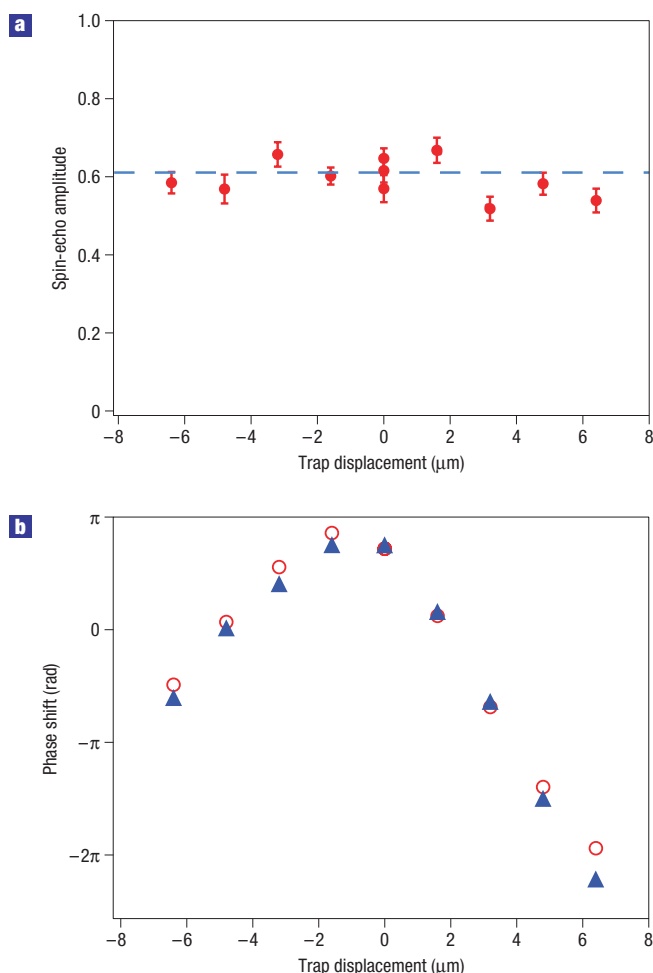 a
1.0
0.8
0.6
0.4
0.2
0
Spin-echo amplitude
−8 −6 −4 −2 0 2 4 6 8
Trap displacement (μm)
b
π
0
−π
−2π
Phase shift (rad)
−8 −6 −4 −2 0 2 4 6 8
Trap displacement (μm)